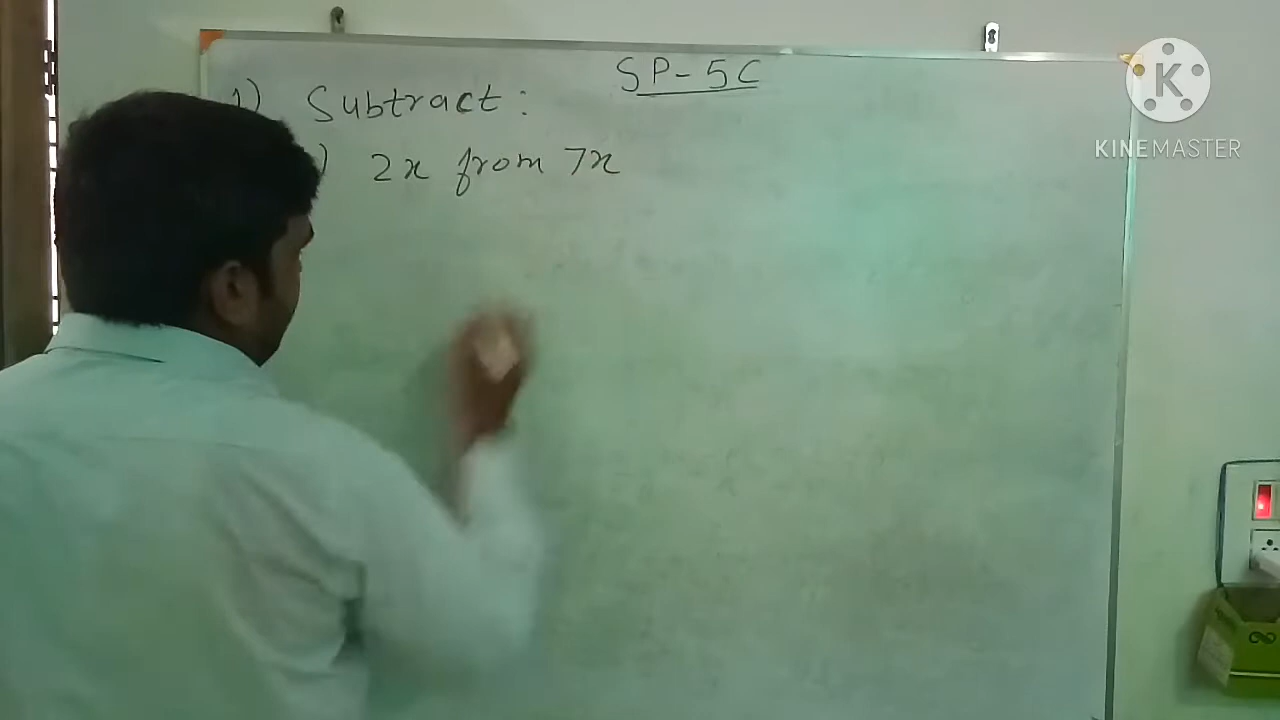 SP-5C
1) Subtract:
) 2x from 7x
K
KINEMASTER